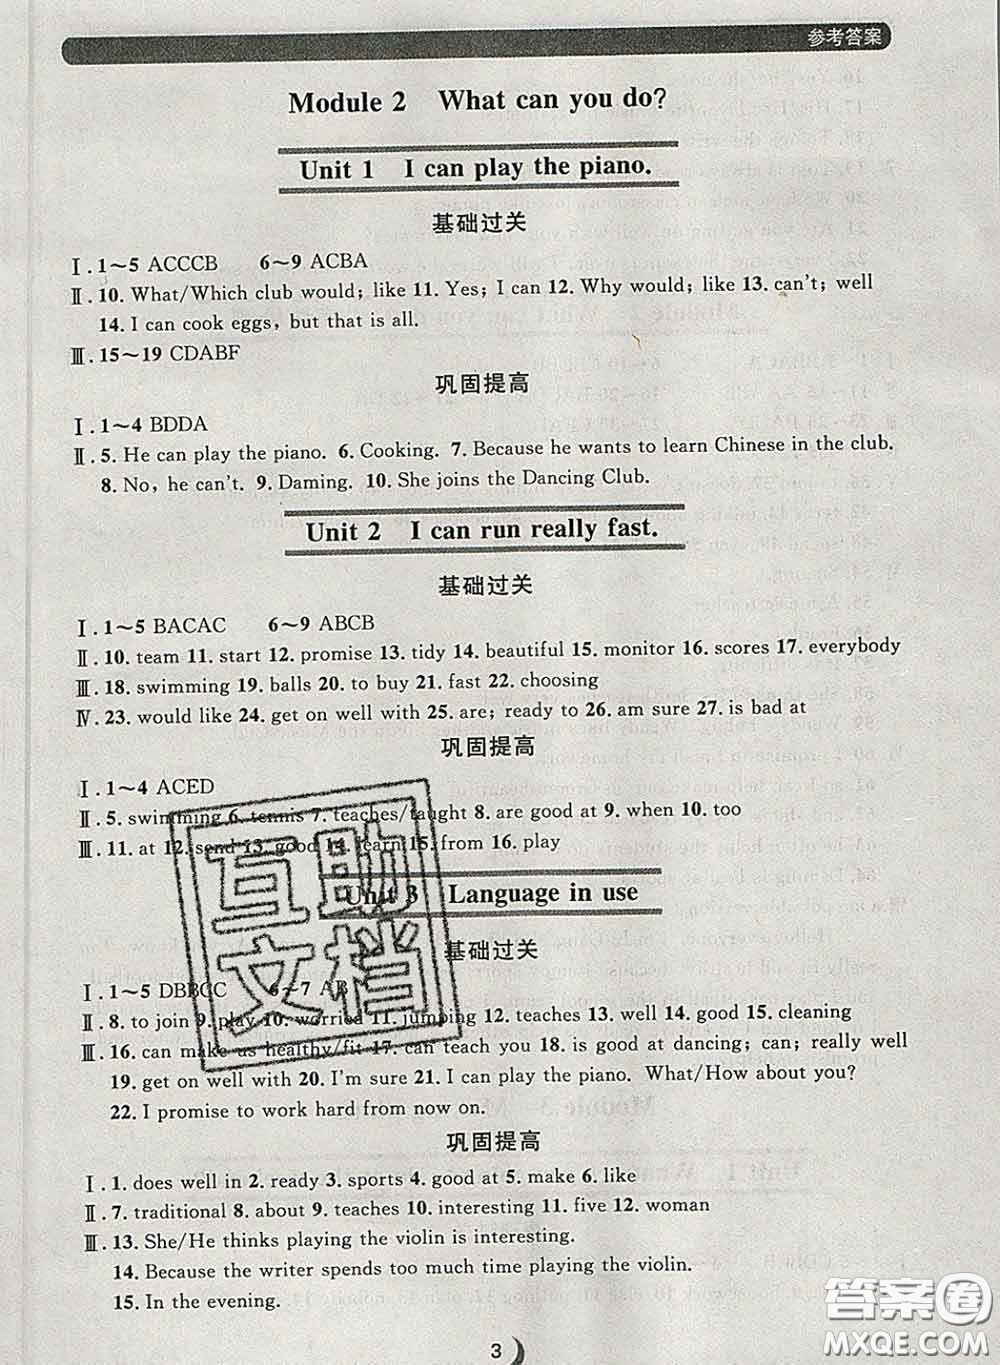 参考答案
Module 2 What can you do?
Unit 1 I can play the piano.
基础过关
Ⅰ.1～5 ACCCB 6～9 ACBA
Ⅱ.10. What/Which club would; like 11. Yes; I can 12. Why would; like 13. can't; well
14. I can cook eggs, but that is all.
Ⅲ.15～19 CDABF
巩固提高
Ⅰ.1～4 BDDA
Ⅱ.5. He can play the piano. 6. Cooking. 7. Because he wants to learn Chinese in the club.
8. No, he can't. 9. Daming. 10. She joins the Dancing Club.
Unit 2 I can run really fast.
基础过关
Ⅰ.1～5 BACAC 6～9 ABCB
Ⅱ.10. team 11. start 12. promise 13. tidy 14. beautiful 15. monitor 16. scores 17. everybody
Ⅲ.18. swimming 19. balls 20. to buy 21. fast 22. choosing
Ⅳ.23. would like 24. get on well with 25. are; ready to 26. am sure 27. is bad at
巩固提高
Ⅰ.1～4 ACED
Ⅱ.5. swimming 6. tennis 7. teaches/taught 8. are good at 9. when 10. too
Ⅲ.11. at 12. send 13. good 14. learn 15. from 16. play
Unit 3 Language in use
基础过关
Ⅰ.1～5 DBBCC 6～7 AB
Ⅱ.8. to join 9. play 10. worried 11. jumping 12. teaches 13. well 14. good 15. cleaning
Ⅲ.16. can make us healthy/fit 17. can teach you 18. is good at dancing; can; really well
19. get on well with 20. I'm sure 21. I can play the piano. What/How about you?
22. I promise to work hard from now on.
巩固提高
Ⅰ.1. does well in 2. ready 3. sports 4. good at 5. make 6. like
Ⅱ.7. traditional 8. about 9. teaches 10. interesting 11. five 12. woman
Ⅲ.13. She/He thinks playing the violin is interesting.
14. Because the writer spends too much time playing the violin.
15. In the evening.
3
互助
文档
答案圈
MXQE.COM